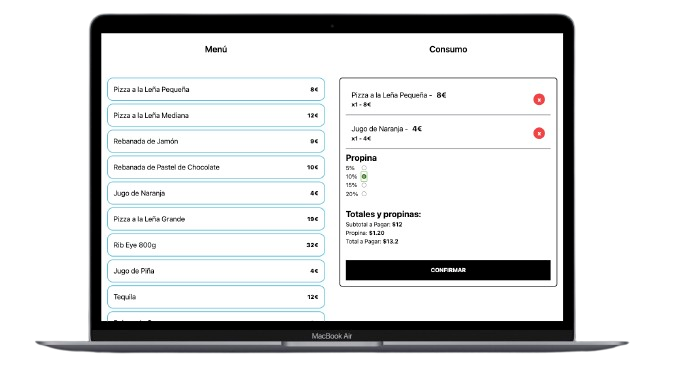 Menú
Consumo
Pizza a la Leña Pequeña 8€
Pizza a la Leña Mediana 12€
Rebanada de Jamón 9€
Rebanada de Pastel de Chocolate 10€
Jugo de Naranja 4€
Pizza a la Leña Grande 19€
Rib Eye 800g 32€
Jugo de Piña 4€
Tequila 12€
Pizza a la Leña Pequeña - 8€
x1 - 8€
x
Jugo de Naranja - 4€
x1 - 4€
x
Propina
5%
10%
15%
20%
Totales y propinas:
Subtotal a Pagar: $12
Propina: $1.20
Total a Pagar: $13.2
CONFIRMAR
MacBook Air